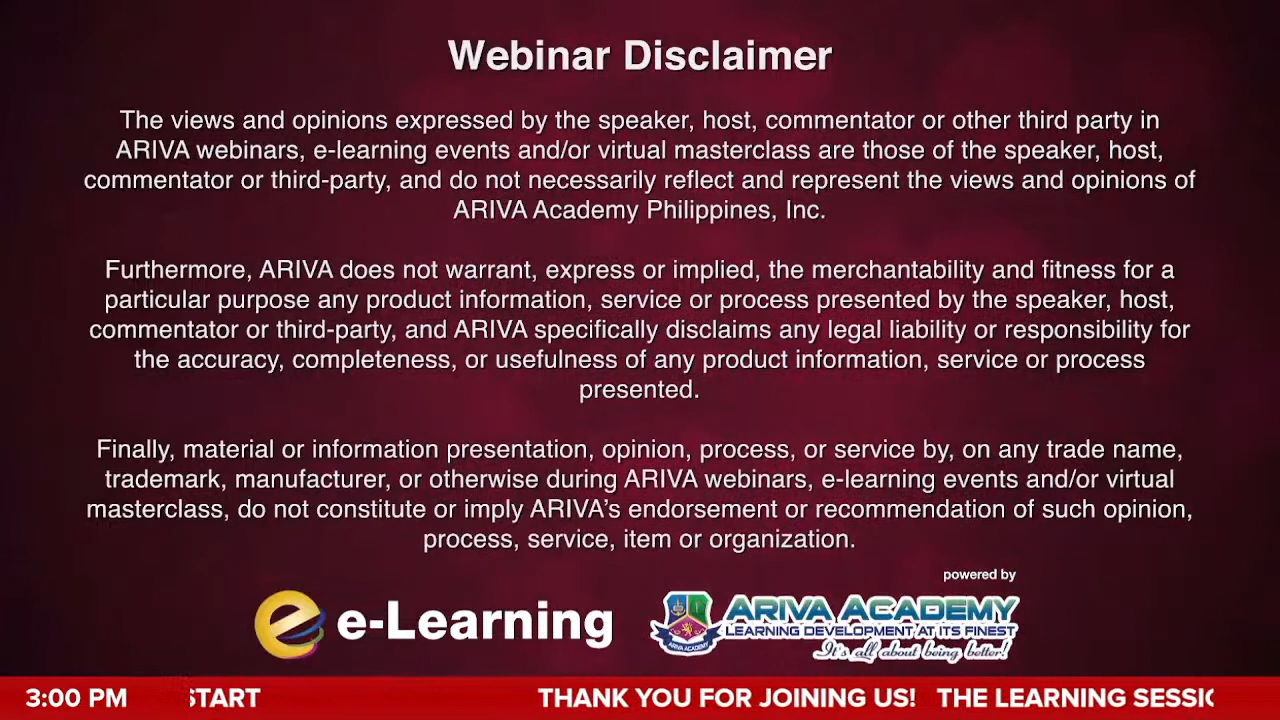 Webinar Disclaimer
The views and opinions expressed by the speaker, host, commentator or other third party in
ARIVA webinars, e-learning events and/or virtual masterclass are those of the speaker, host,
commentator or third-party, and do not necessarily reflect and represent the views and opinions of
ARIVA Academy Philippines, Inc.
Furthermore, ARIVA does not warrant, express or implied, the merchantability and fitness for a
particular purpose any product information, service or process presented by the speaker, host,
commentator or third-party, and ARIVA specifically disclaims any legal liability or responsibility for
the accuracy, completeness, or usefulness of any product information, service or process
presented.
Finally, material or information presentation, opinion, process, or service by, on any trade name,
trademark, manufacturer, or otherwise during ARIVA webinars, e-learning events and/or virtual
masterclass, do not constitute or imply ARIVA's endorsement or recommendation of such opinion,
process, service, item or organization.
powered by
e e-Learning
ARIVA ACADEMY
ARIVA ACADEMY
LEARNING DEVELOPMENT AT ITS FINEST
It's all about being better!
3:00 PM START THANK YOU FOR JOINING US! THE LEARNING SESSIO